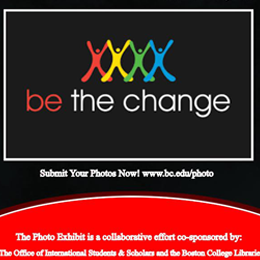 be the change
Submit Your Photos Now! www.bc.edu/photo
The Photo Exhibit is a collaborative effort co-sponsored by:
The Office of International Students & Scholars and the Boston College Librarie